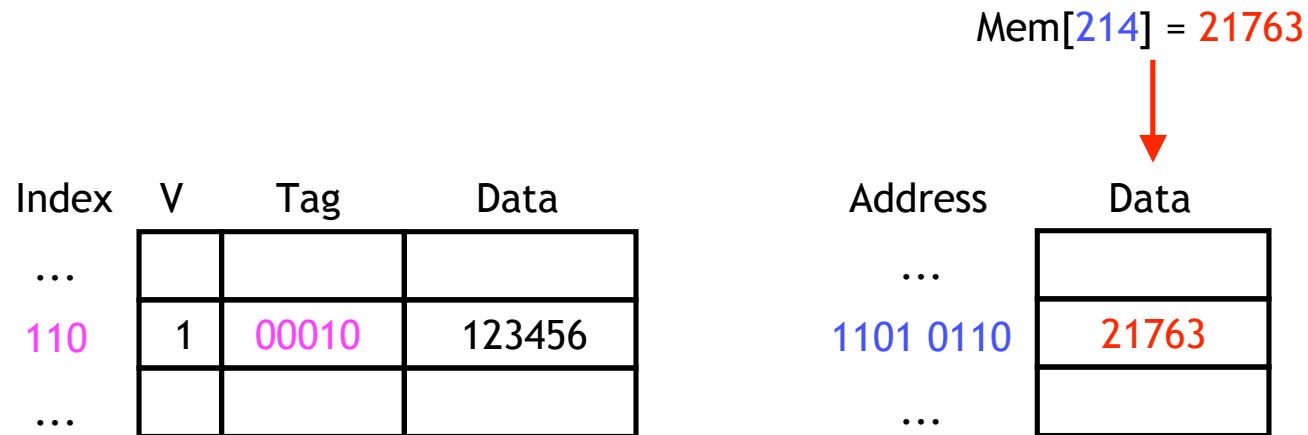 Mem[214] = 21763
Index V Tag Data Address Data
... ...
110 1 00010 123456 1101 0110 21763
... ...